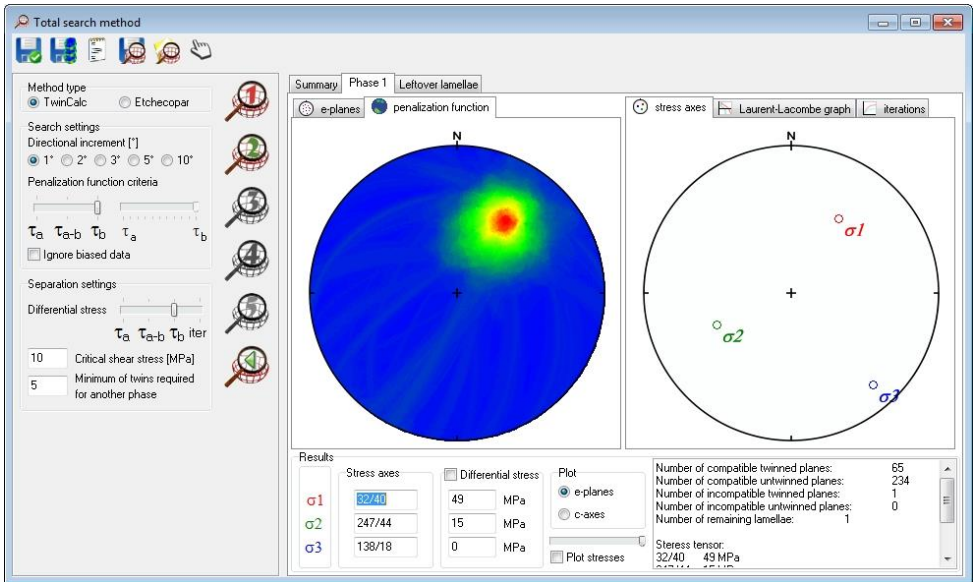 Total search method
Method type
TwinCalc Etchecopar
Search settings
Directional increment [°]
1° 2° 3° 5° 10°
Penalization function criteria
τa τa-b τb τa τb
Ignore biased data
Separation settings
Differential stress
τa τa-b τb iter
10 Critical shear stress [MPa]
5 Minimum of twins required
for another phase
1
2
3
4
5
Summary Phase 1 Leftover lamellae
e-planes penalization function
N
stress axes Laurent-Lacombe graph iterations
N
σ1
σ2
σ3
Results
Stress axes
σ1 32/40
σ2 247/44
σ3 138/18
Differential stress
49 MPa
15 MPa
0 MPa
Plot
e-planes
c-axes
Plot stresses
Number of compatible twinned planes: 65
Number of compatible untwinned planes: 234
Number of incompatible twinned planes: 1
Number of incompatible untwinned planes: 0
Number of remaining lamellae: 1
Steress tensor:
32/40 49 MPa